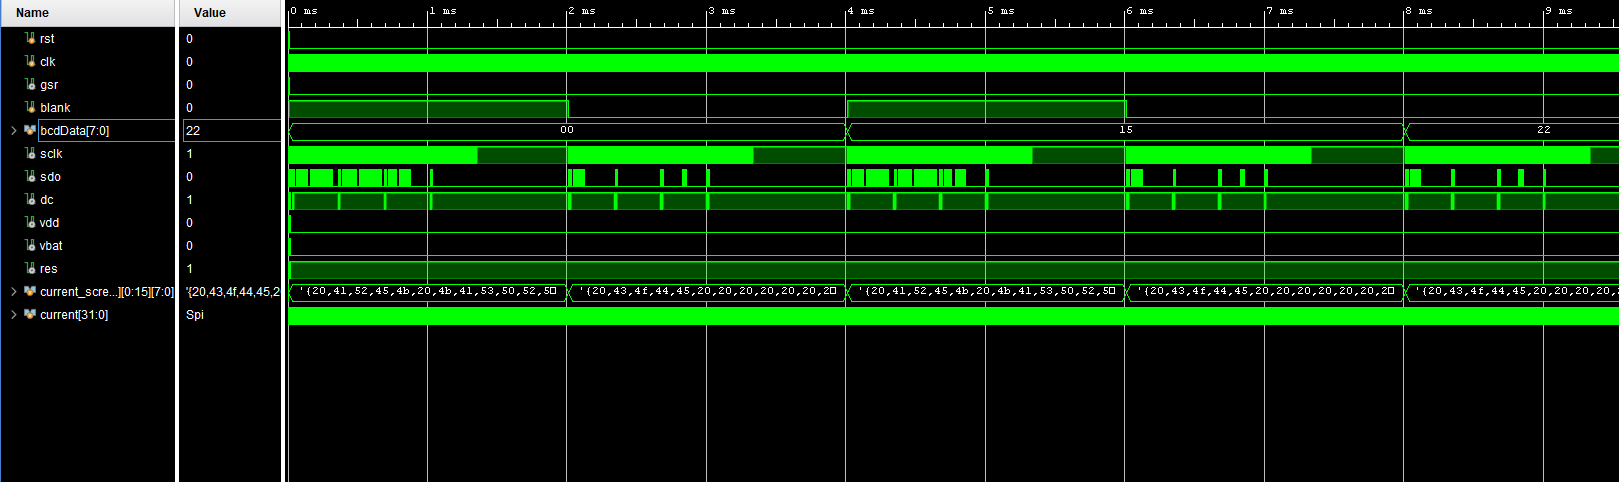 Name Value 0 ms 1 ms 2 ms 3 ms 4 ms 5 ms 6 ms 7 ms 8 ms 9 ms
rst 0
clk 0
gsr 0
blank 0
bcdData[7:0] 22 00 15 22
sclk 1
sdo 0
dc 1
vdd 0
vbat 0
res 1
current_scre...][0:15][7:0] '{20,43,4f,44,45,2 '{20,41,52,45,4b,20,4b,41,53,50,52,5 '{20,43,4f,44,45,20,20,20,20,20,20,2 '{20,41,52,45,4b,20,4b,41,53,50,52,5 '{20,43,4f,44,45,20,20,20,20,20,20,2 '{20,43,4f,44,45,20,20,20,20
current[31:0] Spi